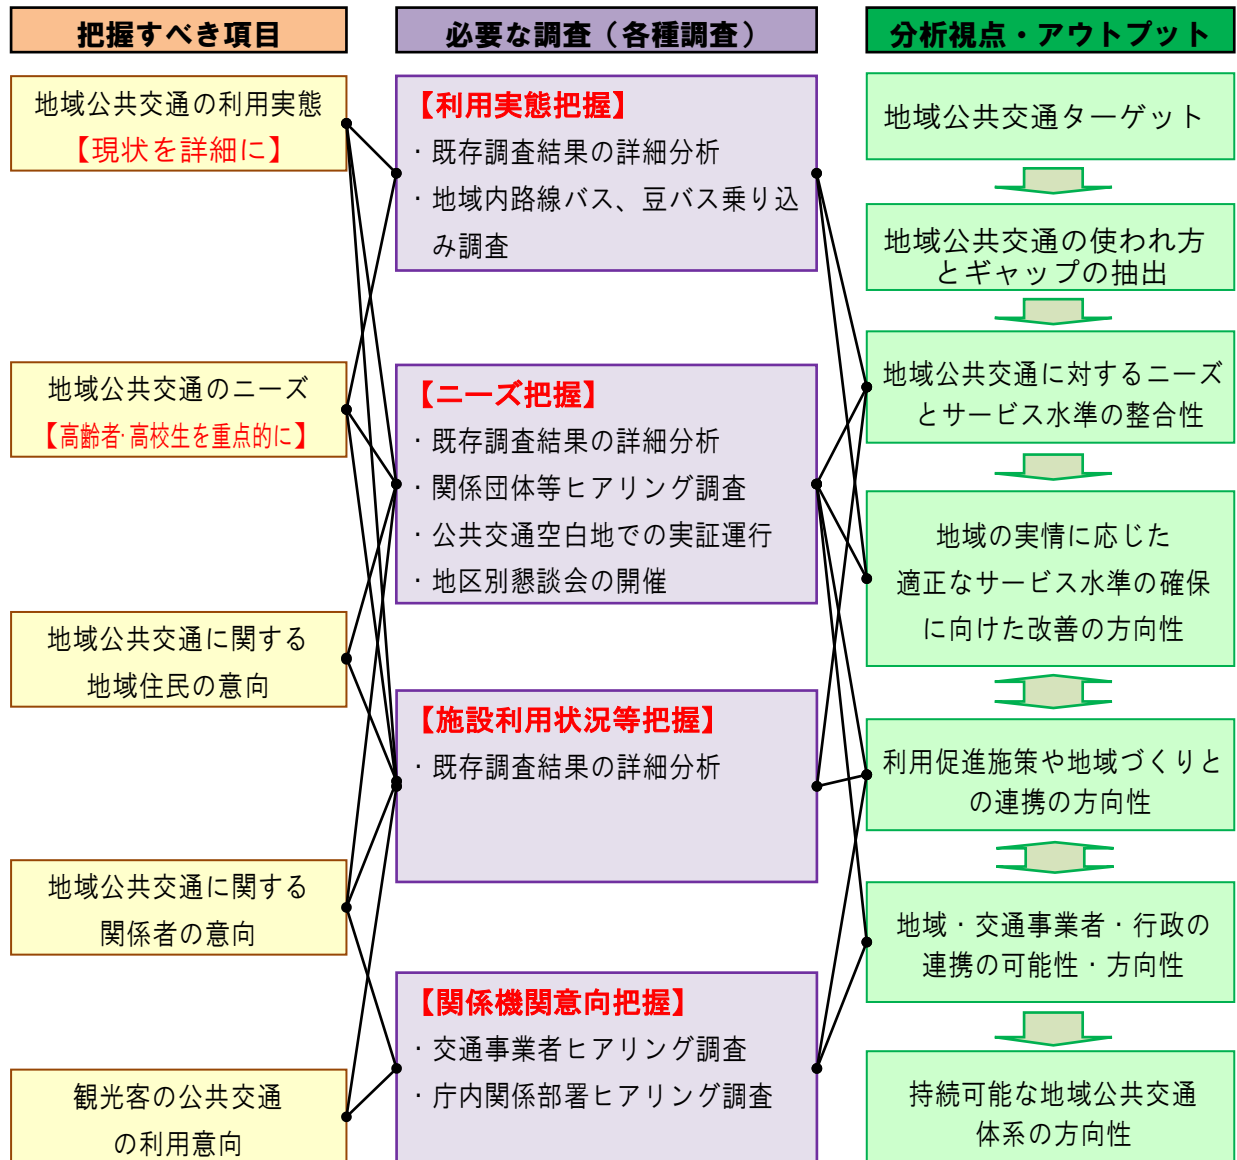 把握すべき項目
地域公共交通の利用実態
【現状を詳細に】
地域公共交通のニーズ
【高齢者・高校生を重点的に】
地域公共交通に関する
地域住民の意向
地域公共交通に関する
関係者の意向
観光客の公共交通
の利用意向
必要な調査（各種調査）
【利用実態把握】
・既存調査結果の詳細分析
・地域内路線バス、豆バス乗り込
み調査
【ニーズ把握】
・既存調査結果の詳細分析
・関係団体等ヒアリング調査
・公共交通空白地での実証運行
・地区別懇談会の開催
【施設利用状況等把握】
・既存調査結果の詳細分析
【関係機関意向把握】
・交通事業者ヒアリング調査
・庁内関係部署ヒアリング調査
分析視点・アウトプット
地域公共交通ターゲット
地域公共交通の使われ方
とギャップの抽出
地域公共交通に対するニーズ
とサービス水準の整合性
地域の実情に応じた
適正なサービス水準の確保
に向けた改善の方向性
利用促進施策や地域づくりと
の連携の方向性
地域・交通事業者・行政の
連携の可能性・方向性
持続可能な地域公共交通
体系の方向性